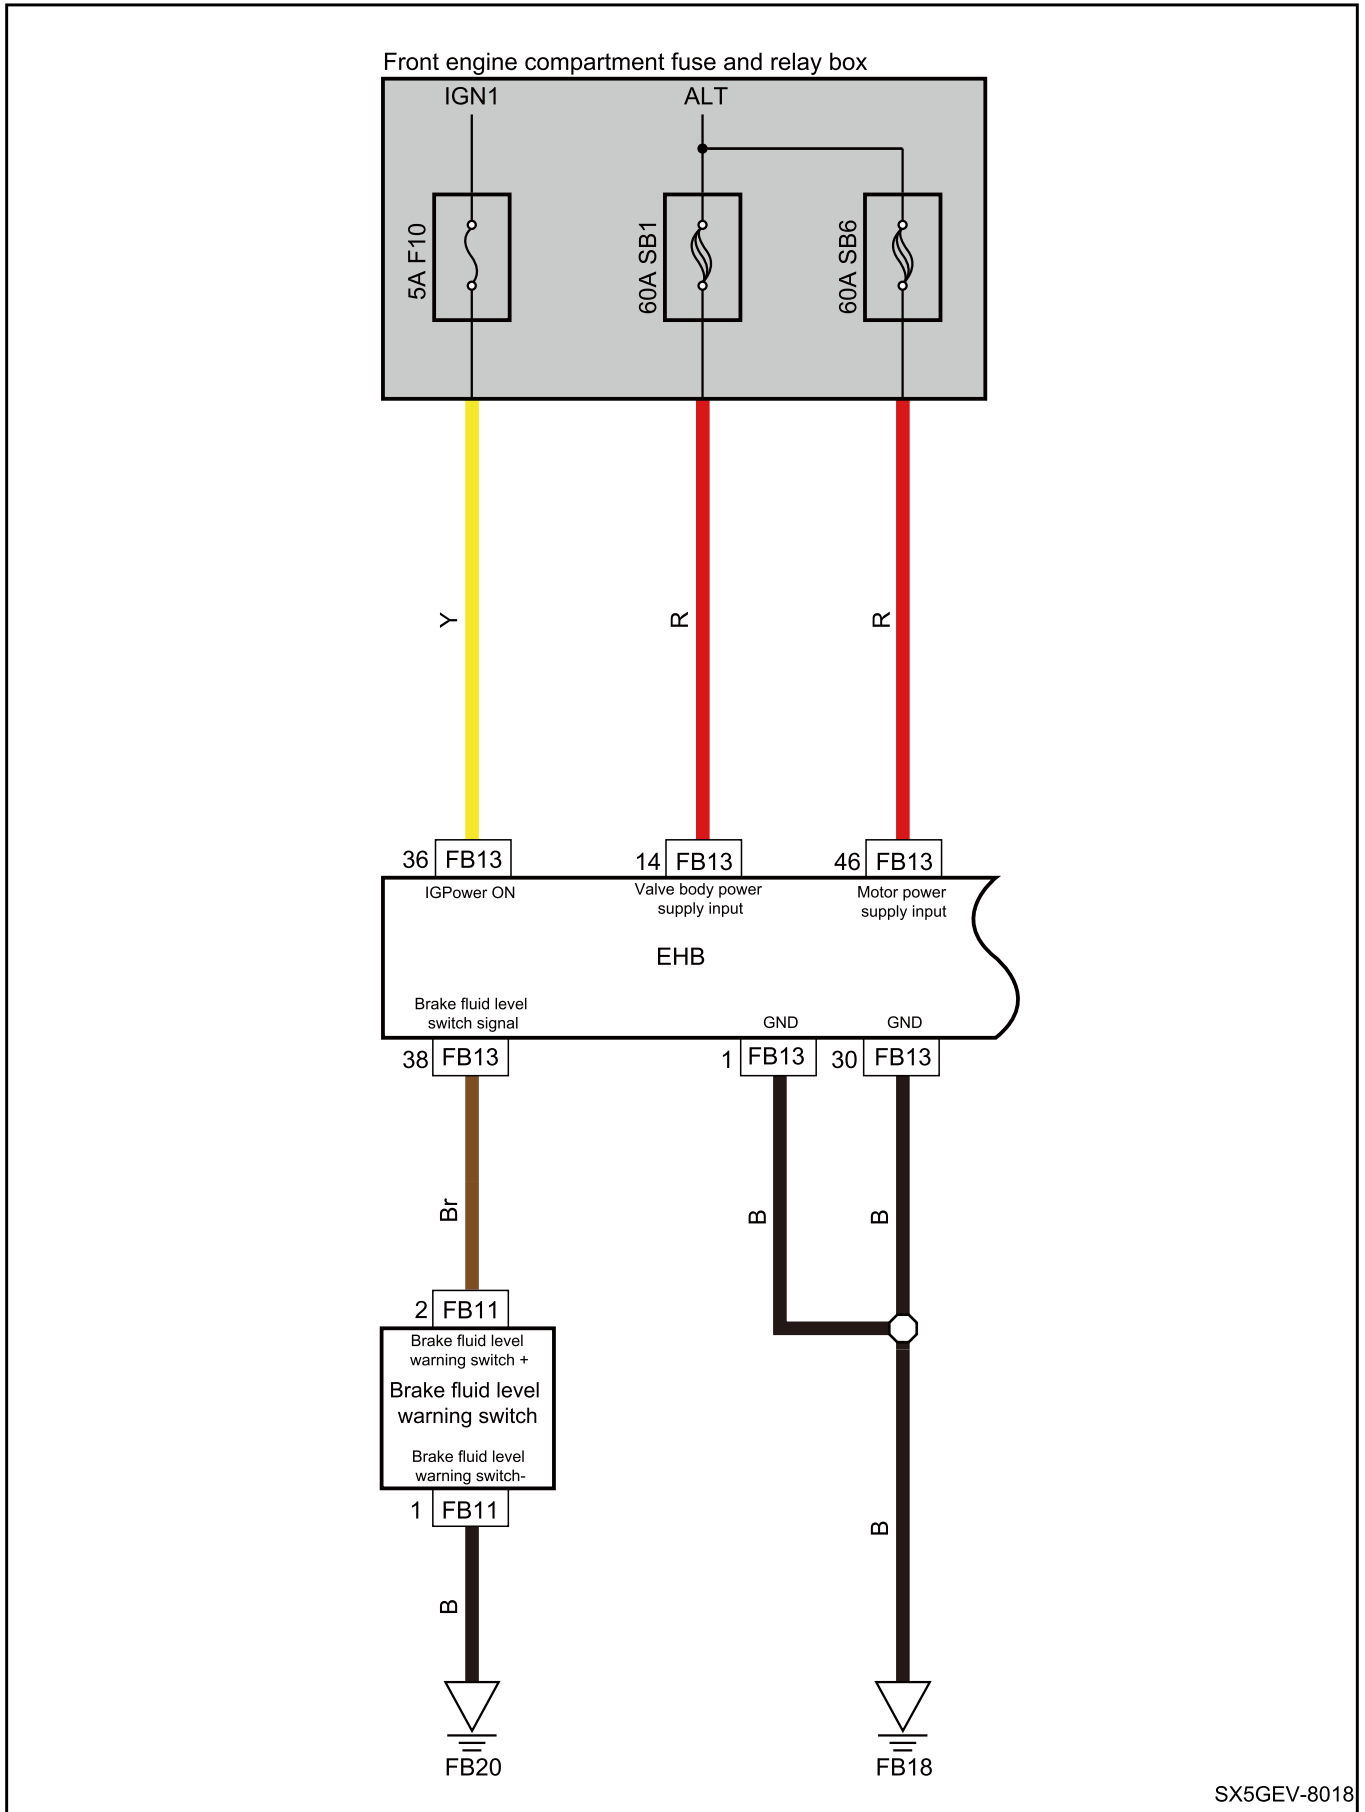 Front engine compartment fuse and relay box
IGN1
ALT
5A F10
60A SB1
60A SB6
Y
R
R
36 FB13
14 FB13
46 FB13
IGPower ON
Valve body power
supply input
Motor power
supply input
EHB
Brake fluid level
switch signal
GND
GND
38 FB13
1 FB13
30 FB13
Br
B
B
2 FB11
Brake fluid level
warning switch +
Brake fluid level
warning switch
Brake fluid level
warning switch-
1 FB11
B
B
FB20
FB18
SX5GEV-8018